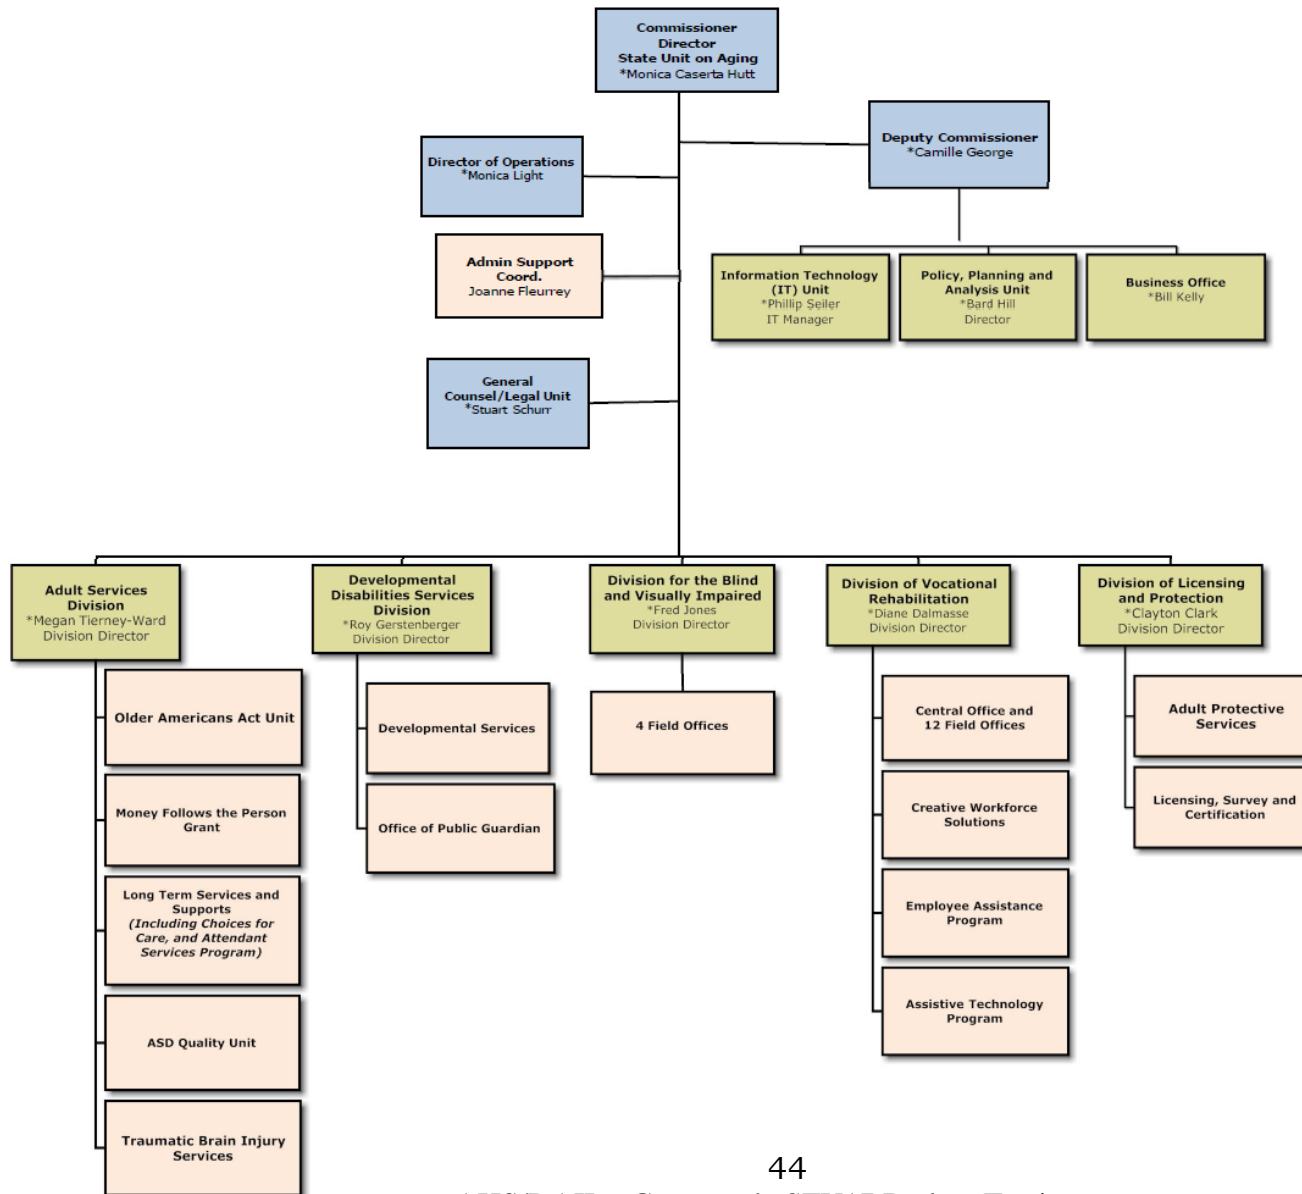 Commissioner
Director
State Unit on Aging
*Monica Caserta Hutt
Deputy Commissioner
*Camille George
Director of Operations
*Monica Light
Admin Support
Coord.
Joanne Fleurrey
Information Technology
(IT) Unit
*Phillip Seiler
IT Manager
Policy, Planning and
Analysis Unit
*Bard Hill
Director
Business Office
*Bill Kelly
General
Counsel/Legal Unit
*Stuart Schurr
Adult Services
Division
*Megan Tierney-Ward
Division Director
Older Americans Act Unit
Money Follows the Person
Grant
Long Term Services and
Supports
(Including Choices for
Care, and Attendant
Services Program)
ASD Quality Unit
Traumatic Brain Injury
Services
Developmental
Disabilities Services
Division
*Roy Gerstenberger
Division Director
Developmental Services
Office of Public Guardian
Division for the Blind
and Visually Impaired
*Fred Jones
Division Director
4 Field Offices
Division of Vocational
Rehabilitation
*Diane Dalmasse
Division Director
Central Office and
12 Field Offices
Creative Workforce
Solutions
Employee Assistance
Program
Assistive Technology
Program
Division of Licensing
and Protection
*Clayton Clark
Division Director
Adult Protective
Services
Licensing, Survey and
Certification
44